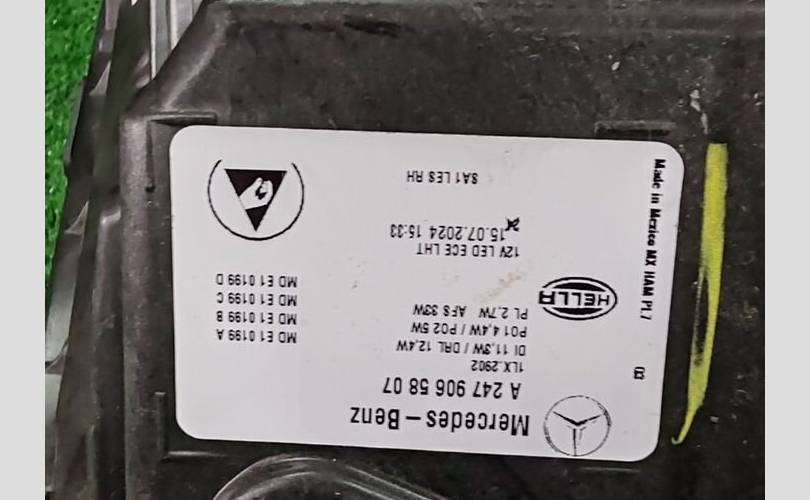 Mercedes-Benz
A 247 906 58 07
1LX.2902
DI 11,3W / DRL 12,4W
PO1 4,4W / PO2 5W
PL 2,7W AFS 33W
HELLA
12V LED ECE LHT
15.07.2024 15:33
SA1 LES RH
MD E1 0199 A
MD E1 0199 B
MD E1 0199 C
MD E1 0199 D
Made in Mexico MX HAM PL7